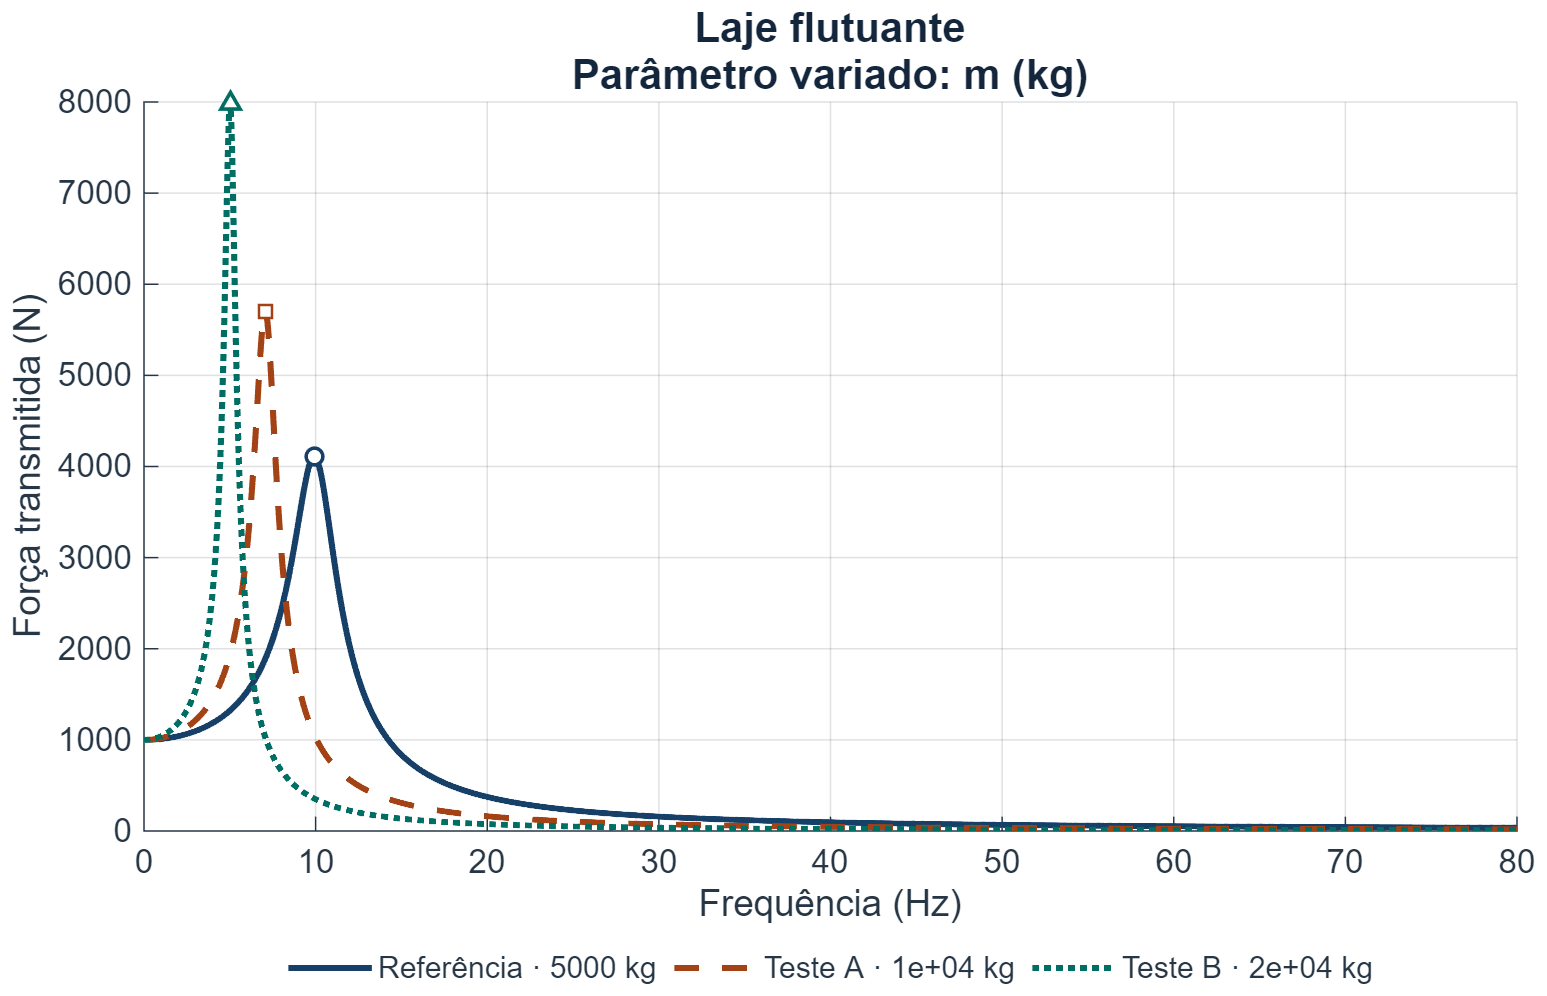 Laje flutuante
Parâmetro variado: m (kg)
Força transmitida (N)
8000
7000
6000
5000
4000
3000
2000
1000
0
0 10 20 30 40 50 60 70 80
Frequência (Hz)
Referência · 5000 kg Teste A · 1e+04 kg Teste B · 2e+04 kg